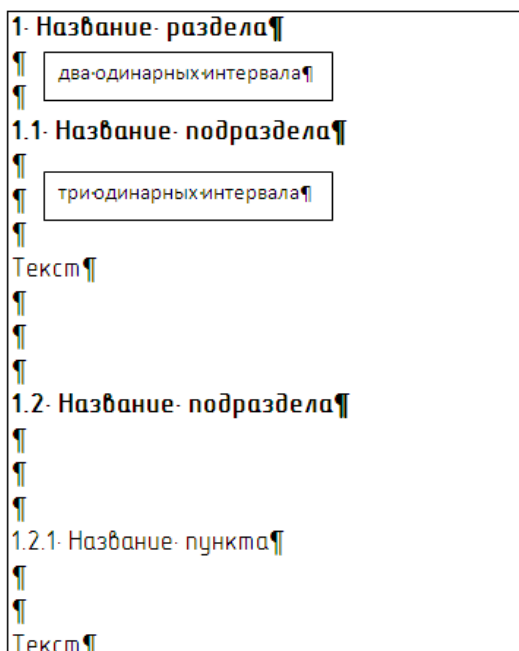 1· Название· раздела¶
¶
два·одинарных·интервала¶
¶
1.1· Название· подраздела¶
¶
¶
три·одинарных·интервала¶
¶
Текст¶
¶
¶
¶
1.2· Название· подраздела¶
¶
¶
¶
1.2.1· Название· пункта¶
¶
¶
Текст¶